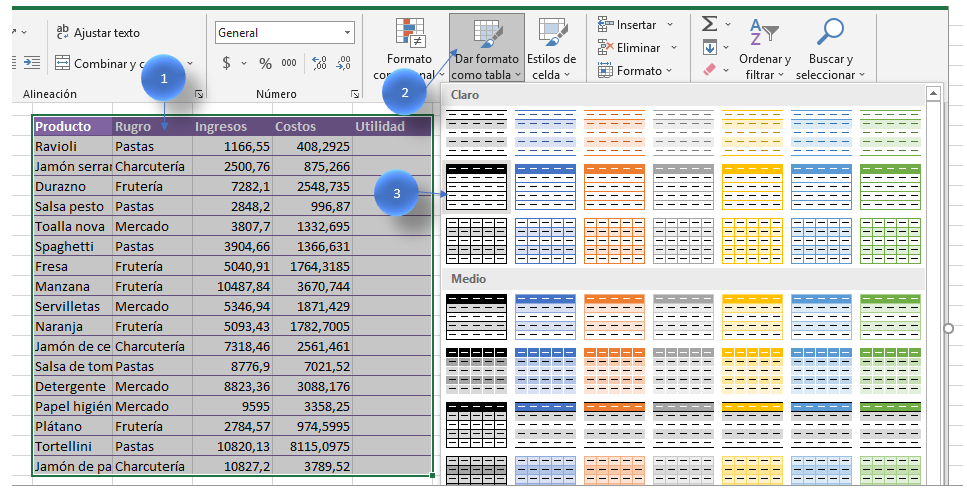 ab Ajustar texto
General
Formato
Dar formato
como tabla
Estilos de
celda
Insertar
Eliminar
Formato
Ordenar y
filtrar
Buscar y
seleccionar
Combinar y c
$ % 000
Alineación
Número
1
2
3
Claro
Medio
Producto Rugro Ingresos Costos Utilidad
Ravioli Pastas 1166,55 408,2925
Jamón serrar Charcutería 2500,76 875,266
Durazno Frutería 7282,1 2548,735
Salsa pesto Pastas 2848,2 996,87
Toalla nova Mercado 3807,7 1332,695
Spaghetti Pastas 3904,66 1366,631
Fresa Frutería 5040,91 1764,3185
Manzana Frutería 10487,84 3670,744
Servilletas Mercado 5346,94 1871,429
Naranja Frutería 5093,43 1782,7005
Jamón de ce Charcutería 7318,46 2561,461
Salsa de tom Pastas 8776,9 7021,52
Detergente Mercado 8823,36 3088,176
Papel higién Mercado 9595 3358,25
Plátano Frutería 2784,57 974,5995
Tortellini Pastas 10820,13 8115,0975
Jamón de pa Charcutería 10827,2 3789,52